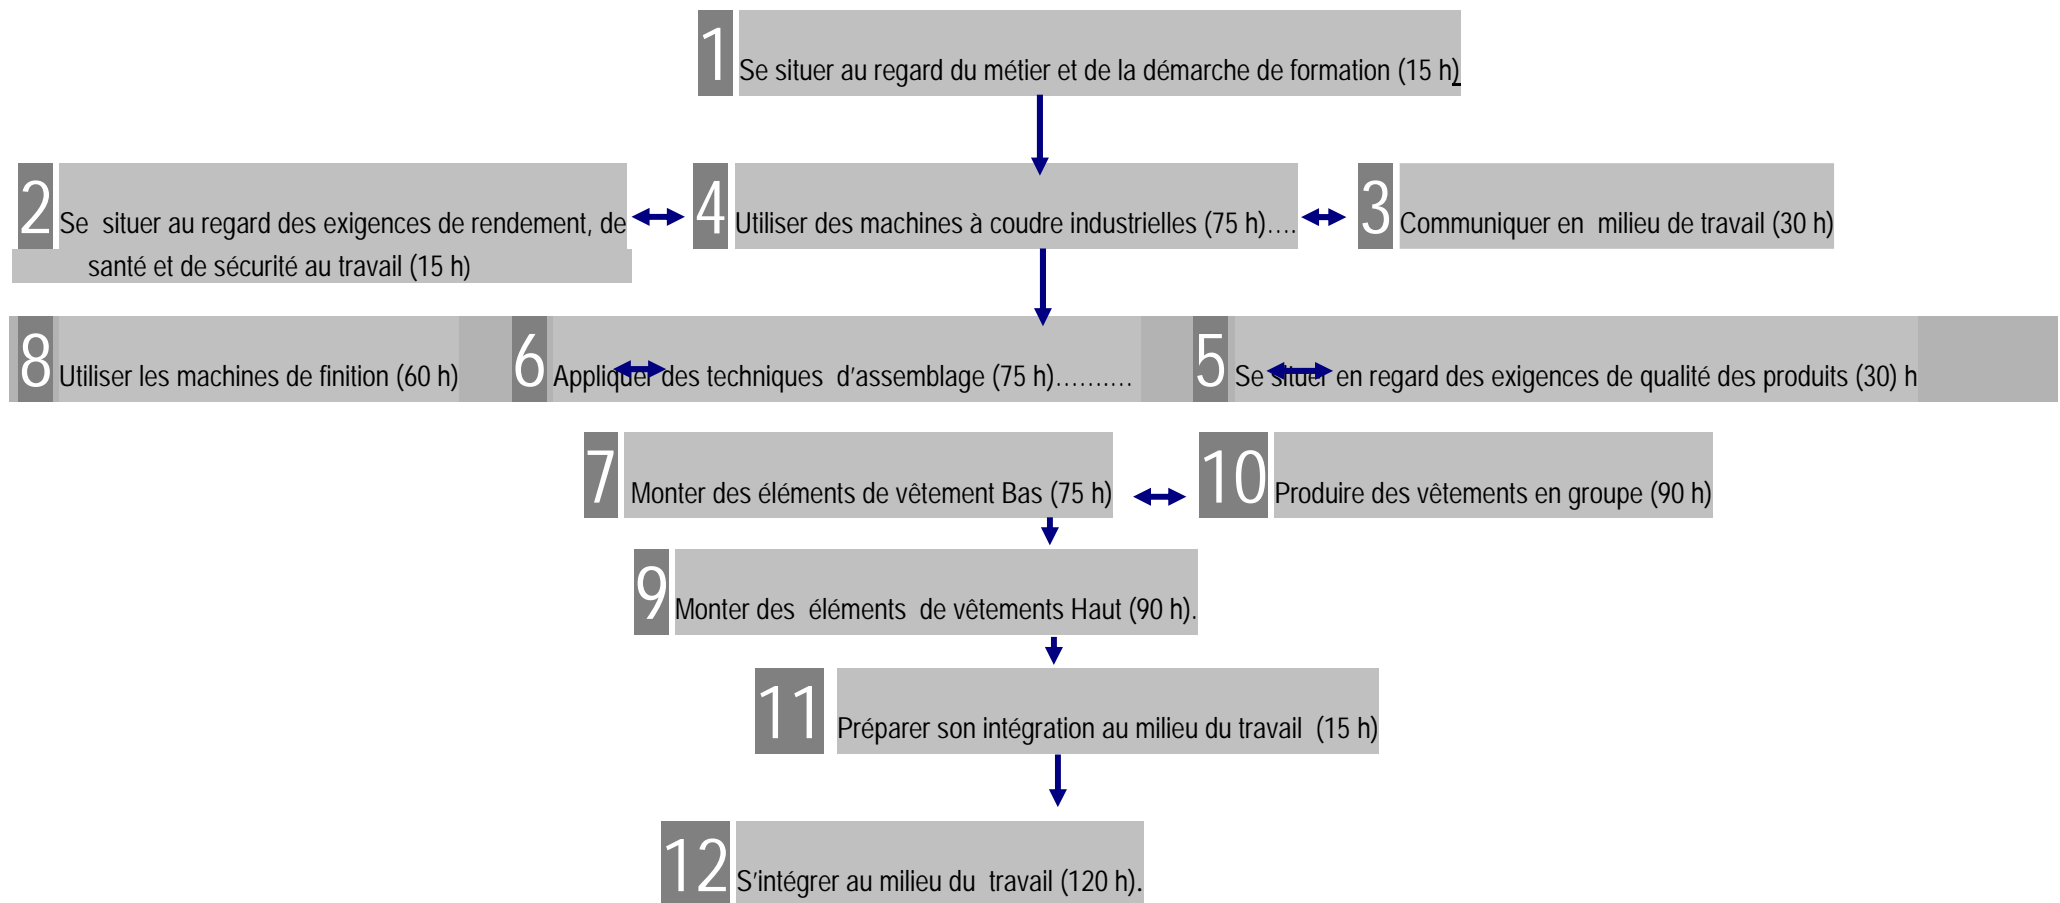 1 Se situer au regard du métier et de la démarche de formation (15 h)
2 Se situer au regard des exigences de rendement, de
santé et de sécurité au travail (15 h)
4 Utiliser des machines à coudre industrielles (75 h)….
3 Communiquer en milieu de travail (30 h)
8 Utiliser les machines de finition (60 h)
6 Appliquer des techniques d’assemblage (75 h)……….
5 Se situer en regard des exigences de qualité des produits (30) h
7 Monter des éléments de vêtement Bas (75 h)
10 Produire des vêtements en groupe (90 h)
9 Monter des éléments de vêtements Haut (90 h).
11 Préparer son intégration au milieu du travail (15 h)
12 S’intégrer au milieu du travail (120 h).